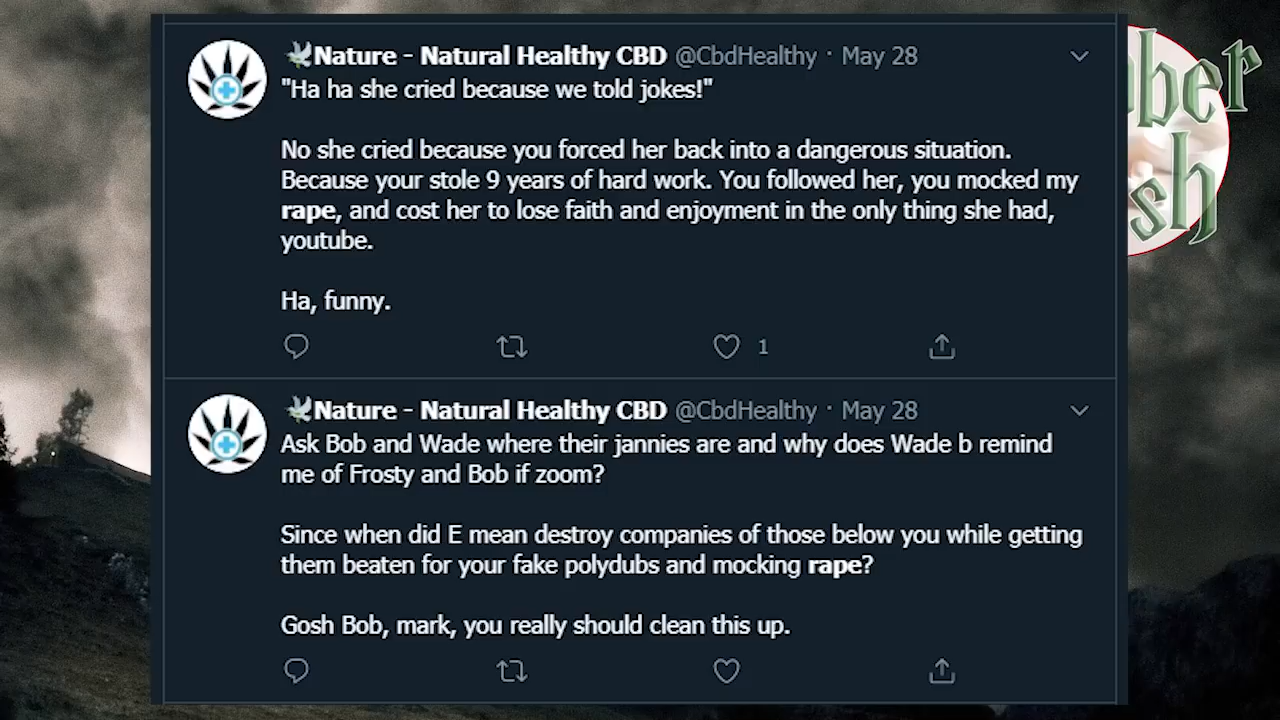 🕊Nature - Natural Healthy CBD @CbdHealthy · May 28
"Ha ha she cried because we told jokes!"
No she cried because you forced her back into a dangerous situation.
Because your stole 9 years of hard work. You followed her, you mocked my
rape, and cost her to lose faith and enjoyment in the only thing she had,
youtube.
Ha, funny.
1
🕊Nature - Natural Healthy CBD @CbdHealthy · May 28
Ask Bob and Wade where their jannies are and why does Wade b remind
me of Frosty and Bob if zoom?
Since when did E mean destroy companies of those below you while getting
them beaten for your fake polydubs and mocking rape?
Gosh Bob, mark, you really should clean this up.